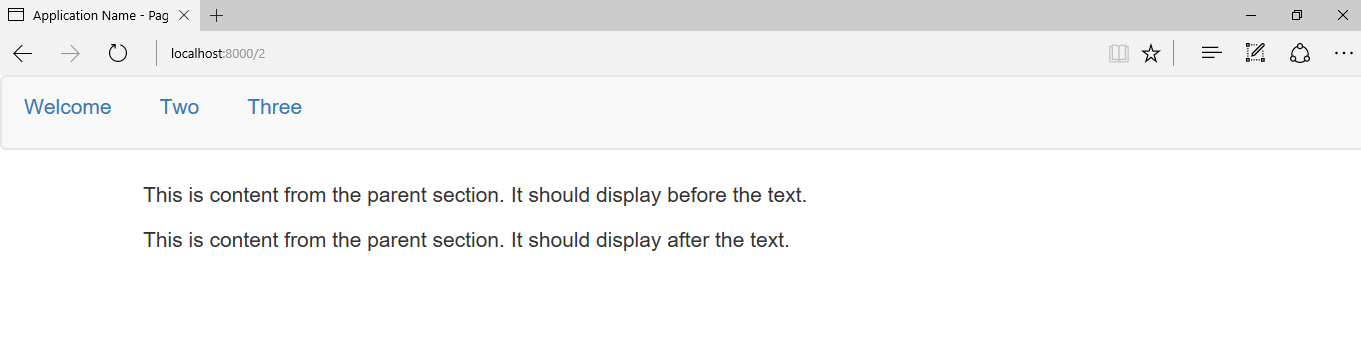 Application Name - Pag
localhost:8000/2
Welcome Two Three
This is content from the parent section. It should display before the text.
This is content from the parent section. It should display after the text.